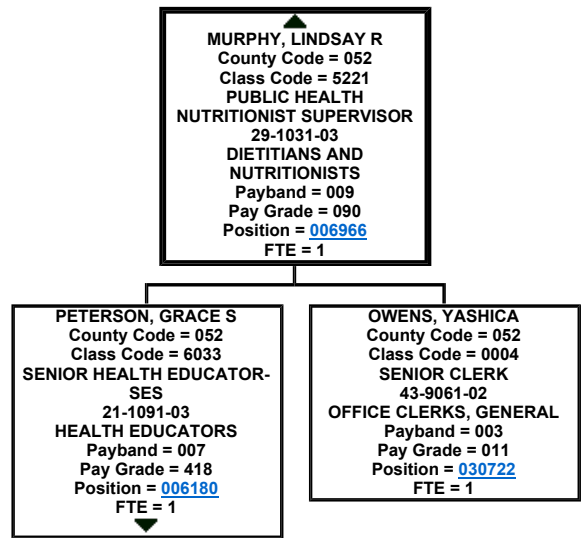 MURPHY, LINDSAY R
County Code = 052
Class Code = 5221
PUBLIC HEALTH
NUTRITIONIST SUPERVISOR
29-1031-03
DIETITIANS AND
NUTRITIONISTS
Payband = 009
Pay Grade = 090
Position = 006966
FTE = 1
PETERSON, GRACE S
County Code = 052
Class Code = 6033
SENIOR HEALTH EDUCATOR-
SES
21-1091-03
HEALTH EDUCATORS
Payband = 007
Pay Grade = 418
Position = 006180
FTE = 1
OWENS, YASHICA
County Code = 052
Class Code = 0004
SENIOR CLERK
43-9061-02
OFFICE CLERKS, GENERAL
Payband = 003
Pay Grade = 011
Position = 030722
FTE = 1